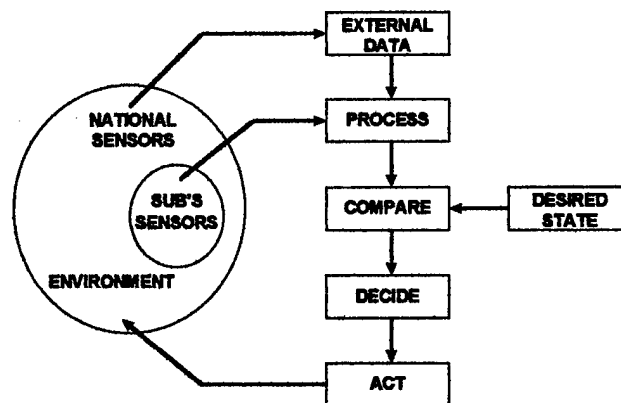 EXTERNAL
DATA
NATIONAL
SENSORS
PROCESS
SUB'S
SENSORS
COMPARE
DESIRED
STATE
ENVIRONMENT
DECIDE
ACT